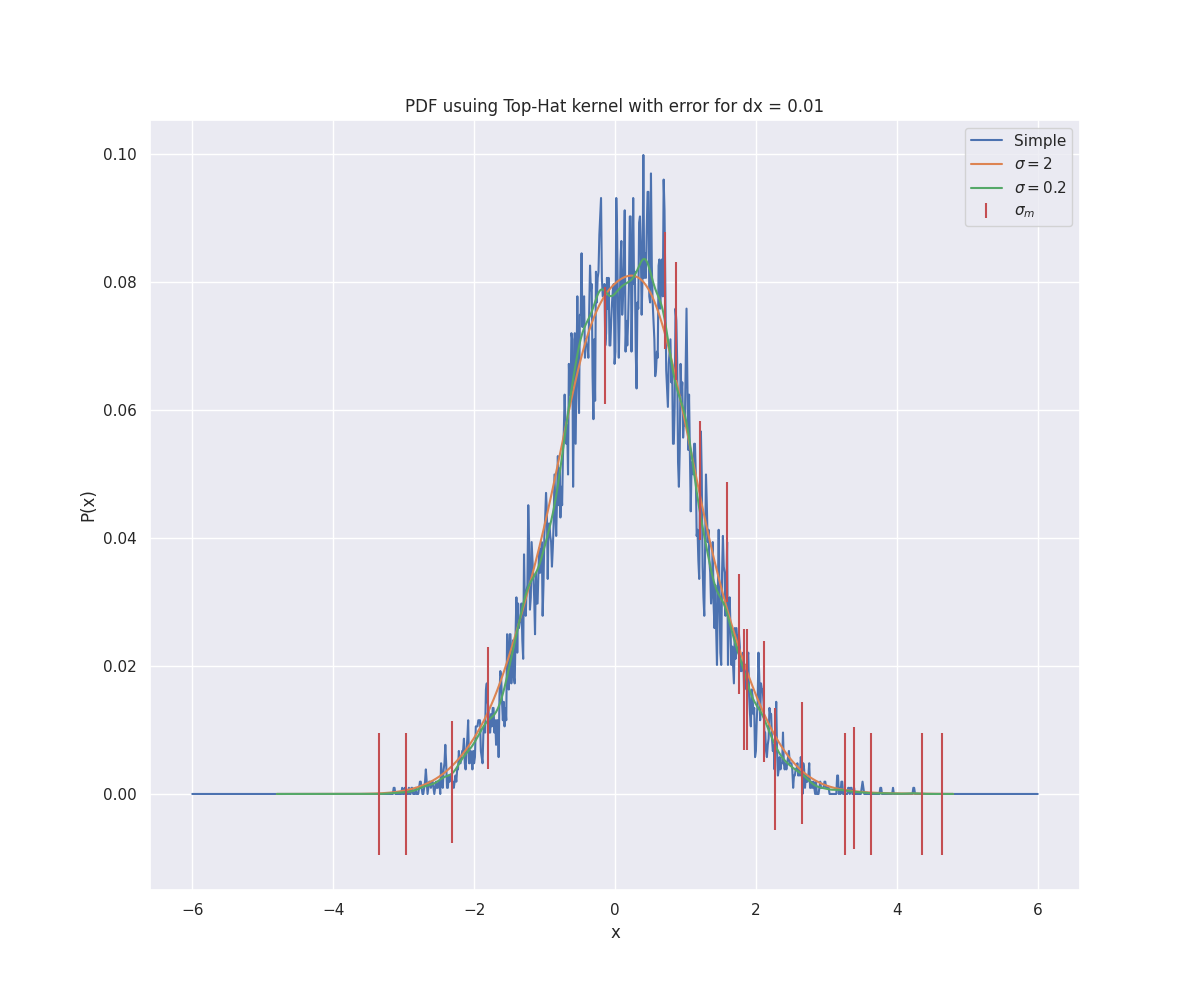 PDF usuing Top-Hat kernel with error for dx = 0.01
Simple
σ = 2
σ = 0.2
σm
0.10
0.08
0.06
0.04
0.02
0.00
P(x)
−6
−4
−2
0
2
4
6
x